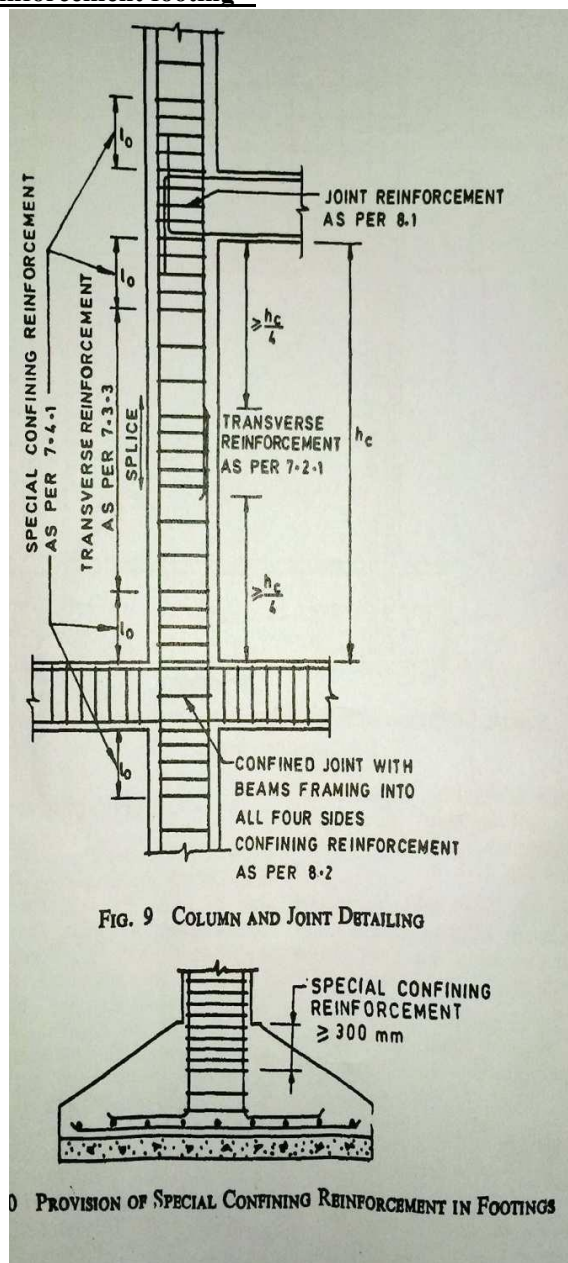 nforcement footing
l₀
JOINT REINFORCEMENT
AS PER 8.1
SPECIAL CONFINING REINFORCEMENT
AS PER 7·4·1
l₀
TRANSVERSE REINFORCEMENT
AS PER 7·3·3
SPLICE
≥ hc/4
TRANSVERSE
REINFORCEMENT
AS PER 7·2·1
hc
≥ hc/4
l₀
l₀
CONFINED JOINT WITH
BEAMS FRAMING INTO
ALL FOUR SIDES
CONFINING REINFORCEMENT
AS PER 8·2
FIG. 9 COLUMN AND JOINT DETAILING
SPECIAL CONFINING
REINFORCEMENT
≥ 300 mm
0 PROVISION OF SPECIAL CONFINING REINFORCEMENT IN FOOTINGS